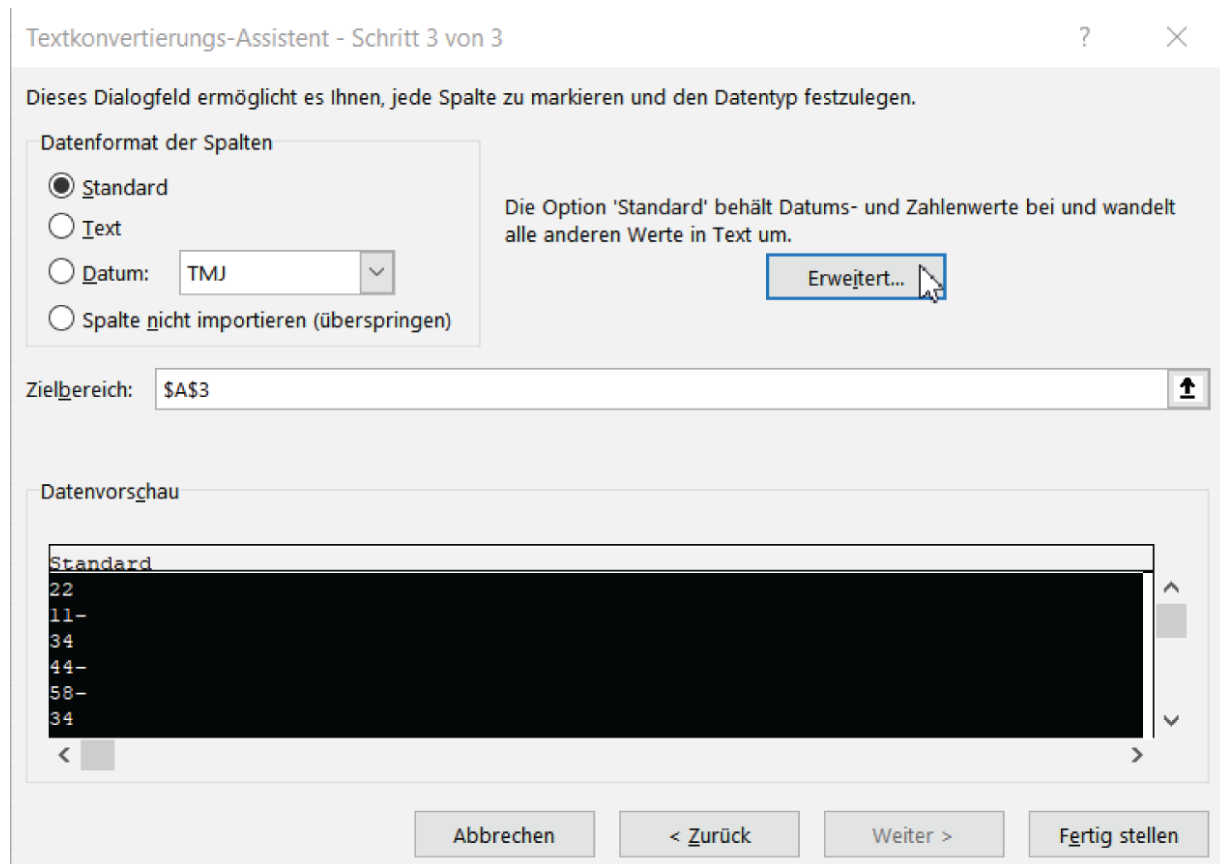 Textkonvertierungs-Assistent - Schritt 3 von 3
?
Dieses Dialogfeld ermöglicht es Ihnen, jede Spalte zu markieren und den Datentyp festzulegen.
Datenformat der Spalten
Standard
Text
Datum: TMJ
Spalte nicht importieren (überspringen)
Die Option 'Standard' behält Datums- und Zahlenwerte bei und wandelt
alle anderen Werte in Text um.
Erweitert...
Zielbereich: $A$3
Datenvorschau
Standard
22
11-
34
44-
58-
34
Abbrechen
< Zurück
Weiter >
Fertig stellen